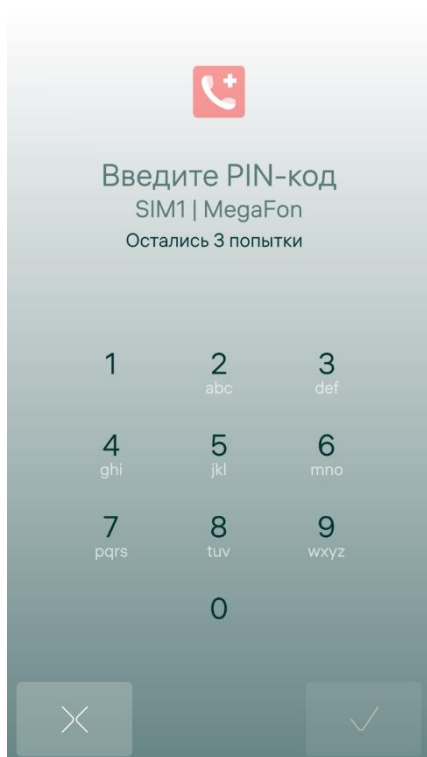 Введите PIN-код
SIM1 | MegaFon
Остались 3 попытки
1 2 3
abc def
4 5 6
ghi jkl mno
7 8 9
pqrs tuv wxyz
0